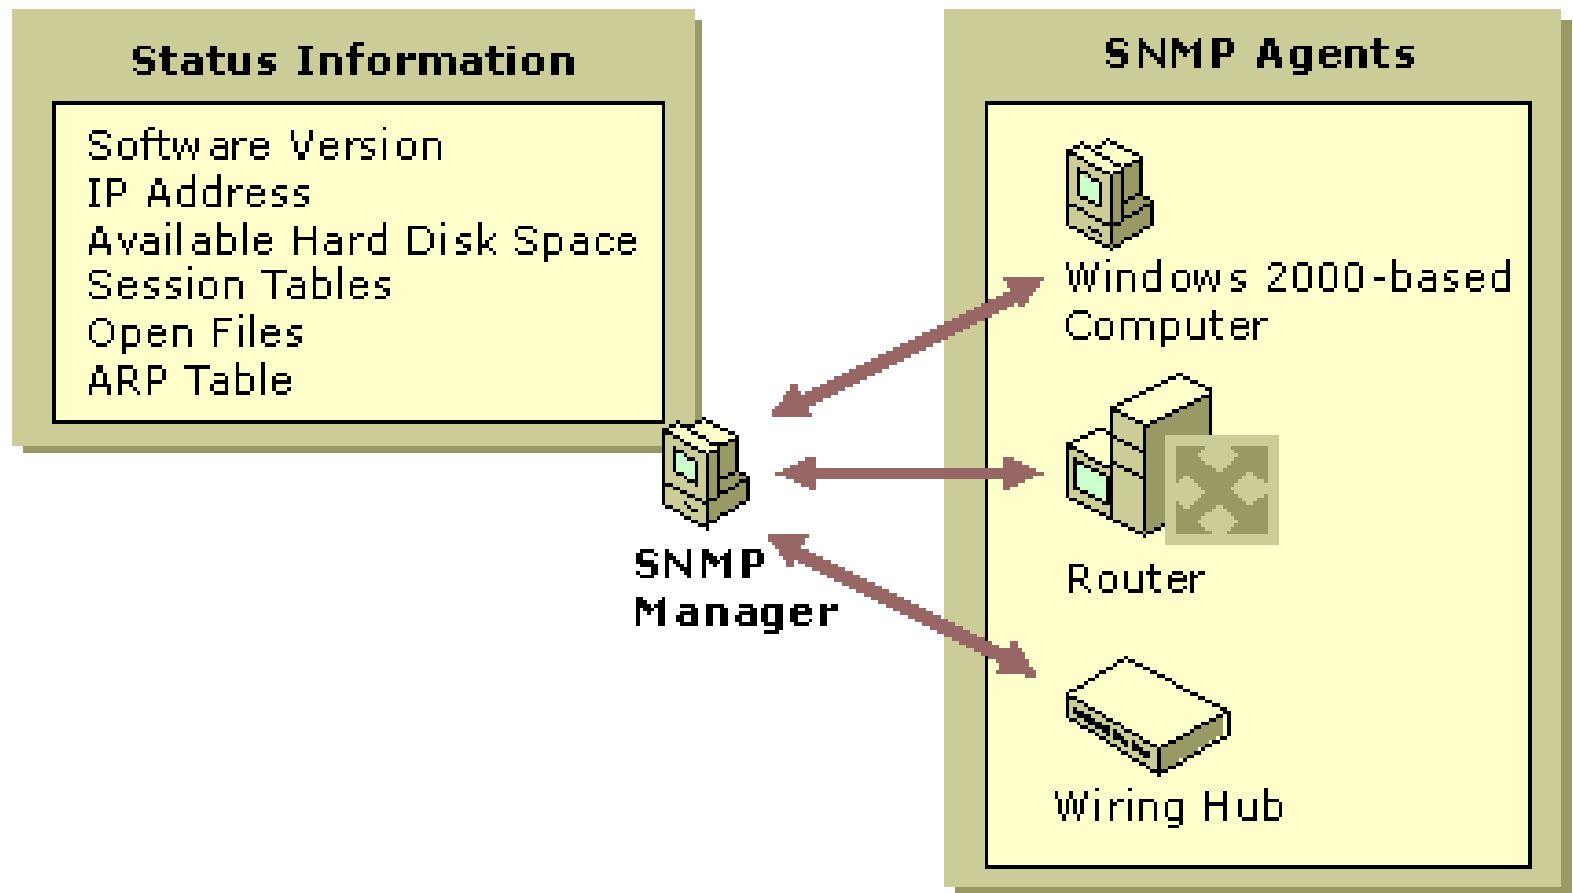 Status Information
Software Version
IP Address
Available Hard Disk Space
Session Tables
Open Files
ARP Table
SNMP
Manager
SNMP Agents
Windows 2000-based
Computer
Router
Wiring Hub